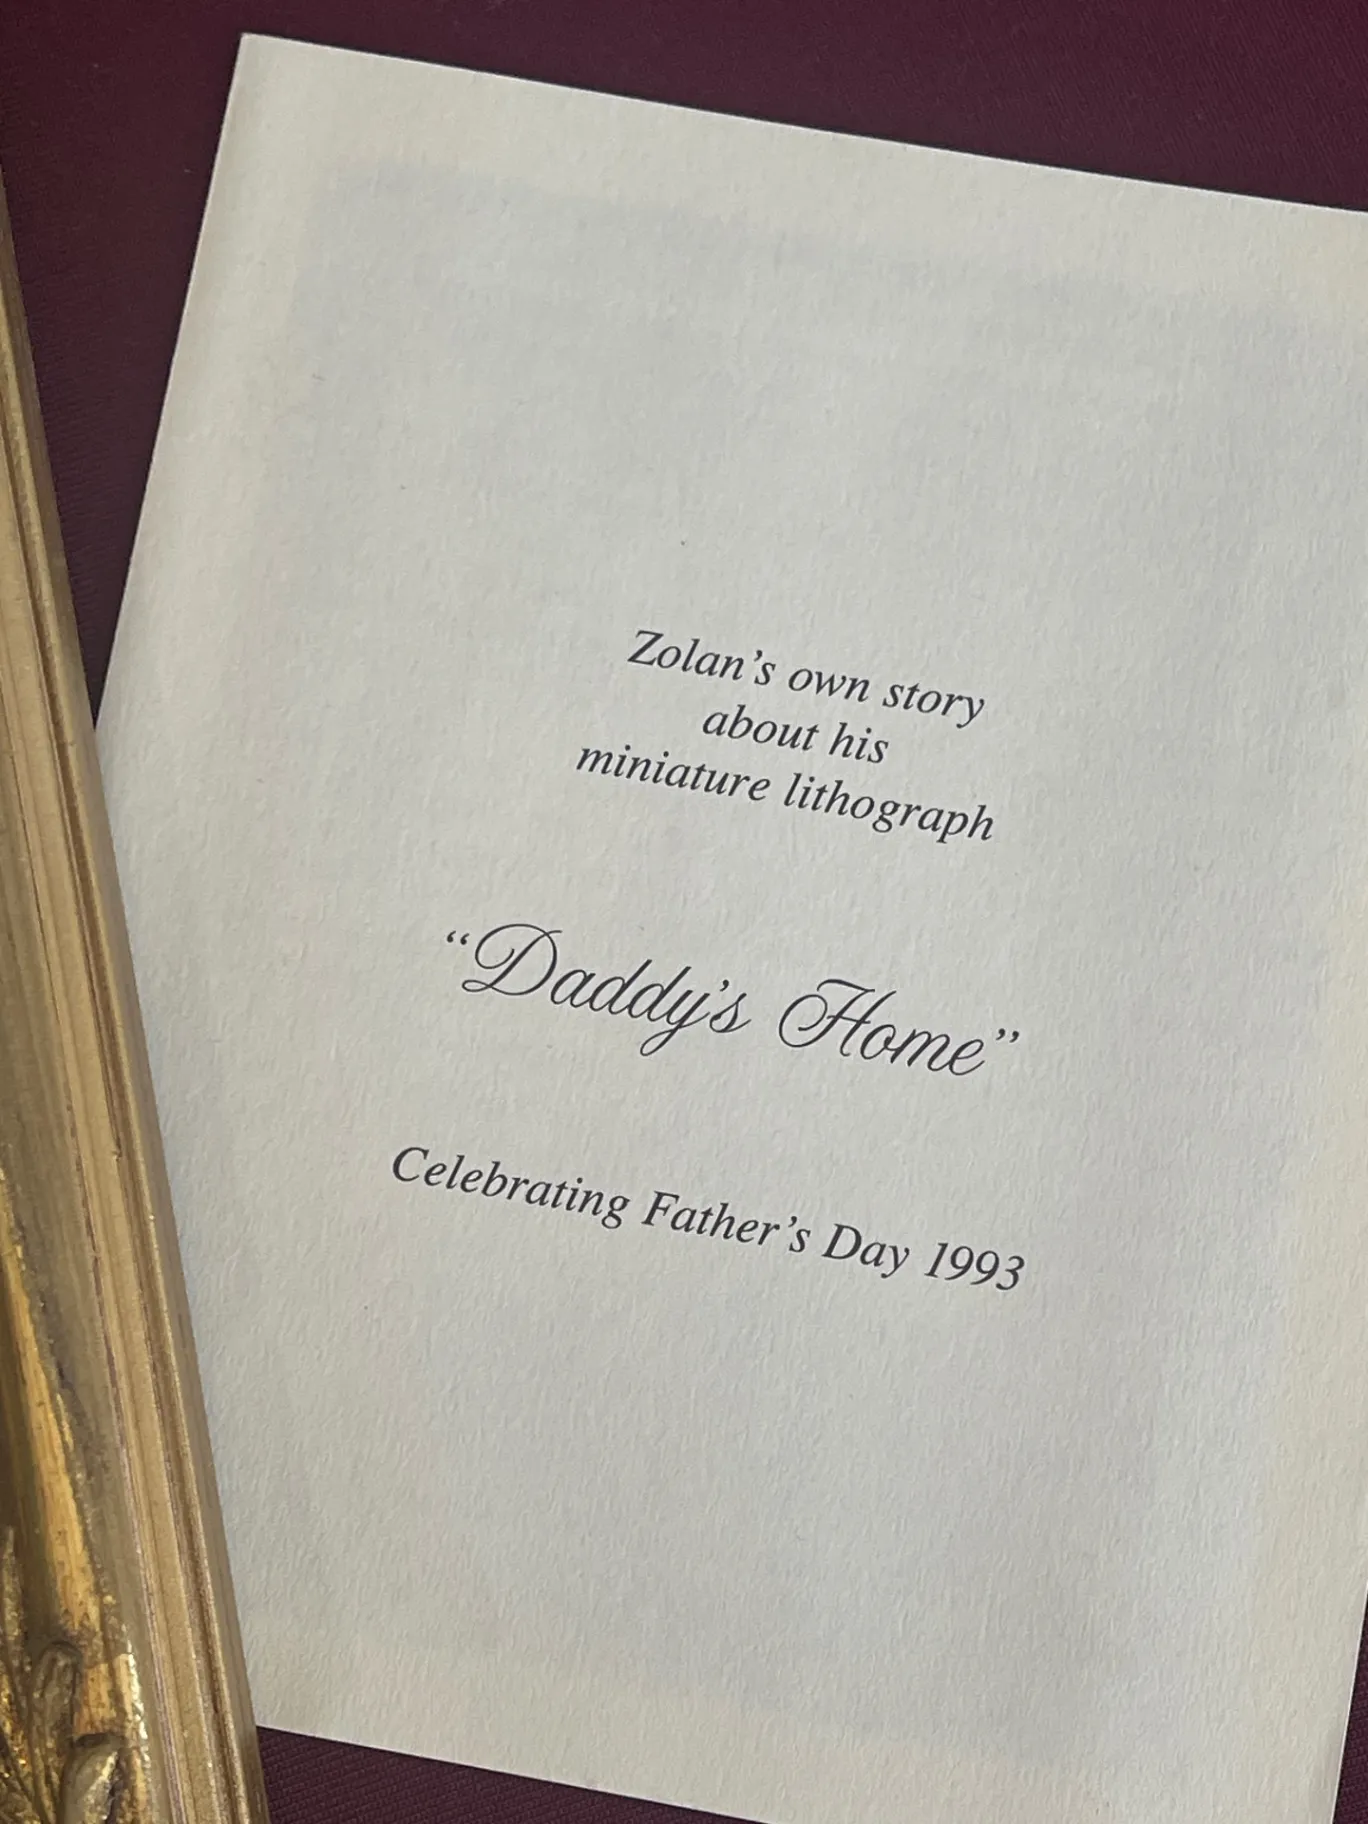 Zolan’s own story
about his
miniature lithograph
“Daddy’s Home”
Celebrating Father’s Day 1993